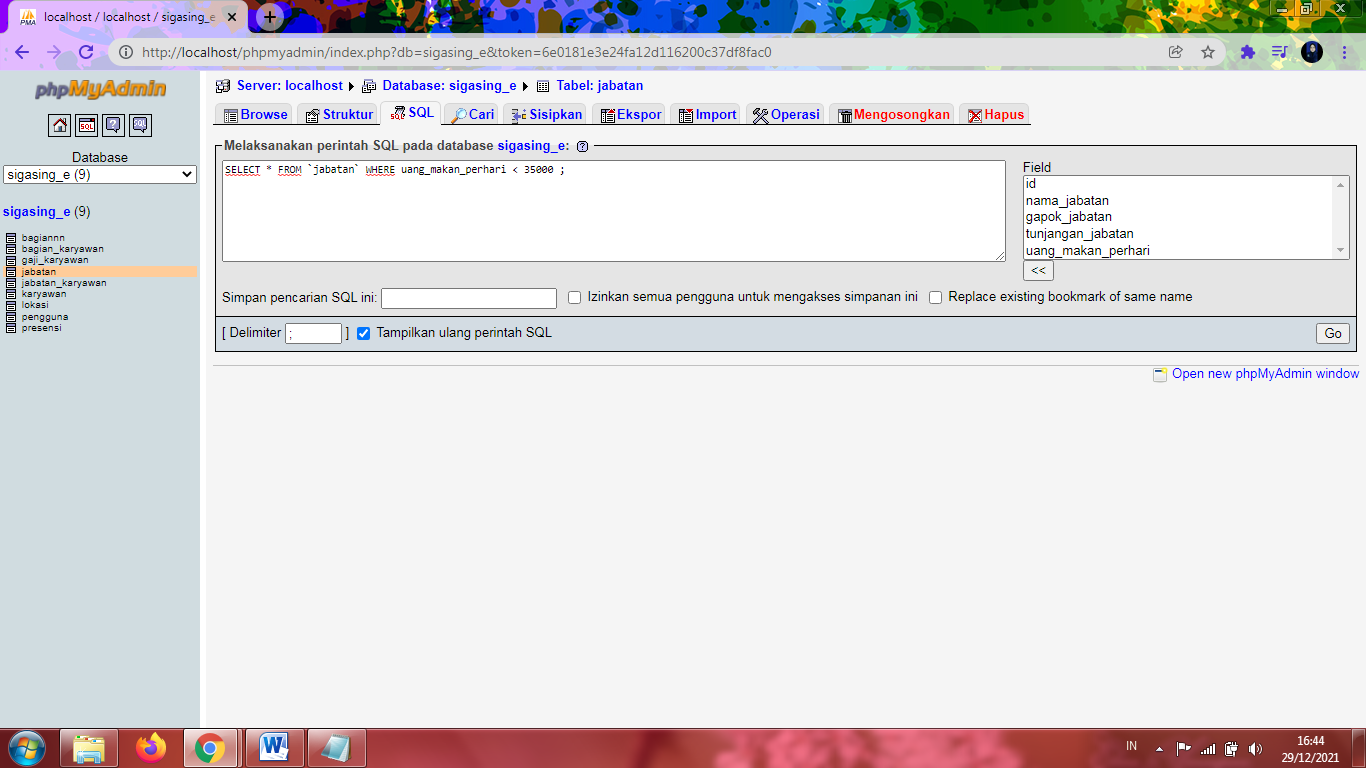 localhost / localhost / sigasing_e
http://localhost/phpmyadmin/index.php?db=sigasing_e&token=6e0181e3e24fa12d116200c37df8fac0
phpMyAdmin
SQL
Database
sigasing_e (9)
sigasing_e (9)
bagiannn
bagian_karyawan
gaji_karyawan
jabatan
jabatan_karyawan
karyawan
lokasi
pengguna
presensi
Server: localhost Database: sigasing_e Tabel: jabatan
Browse Struktur SQL Cari Sisipkan Ekspor Import Operasi Mengosongkan Hapus
Melaksanakan perintah SQL pada database sigasing_e:
SELECT * FROM `jabatan` WHERE uang_makan_perhari < 35000 ;
Field
id
nama_jabatan
gapok_jabatan
tunjangan_jabatan
uang_makan_perhari
<<
Simpan pencarian SQL ini: Izinkan semua pengguna untuk mengakses simpanan ini Replace existing bookmark of same name
[ Delimiter ; ] Tampilkan ulang perintah SQL Go
Open new phpMyAdmin window
IN
16:44
29/12/2021